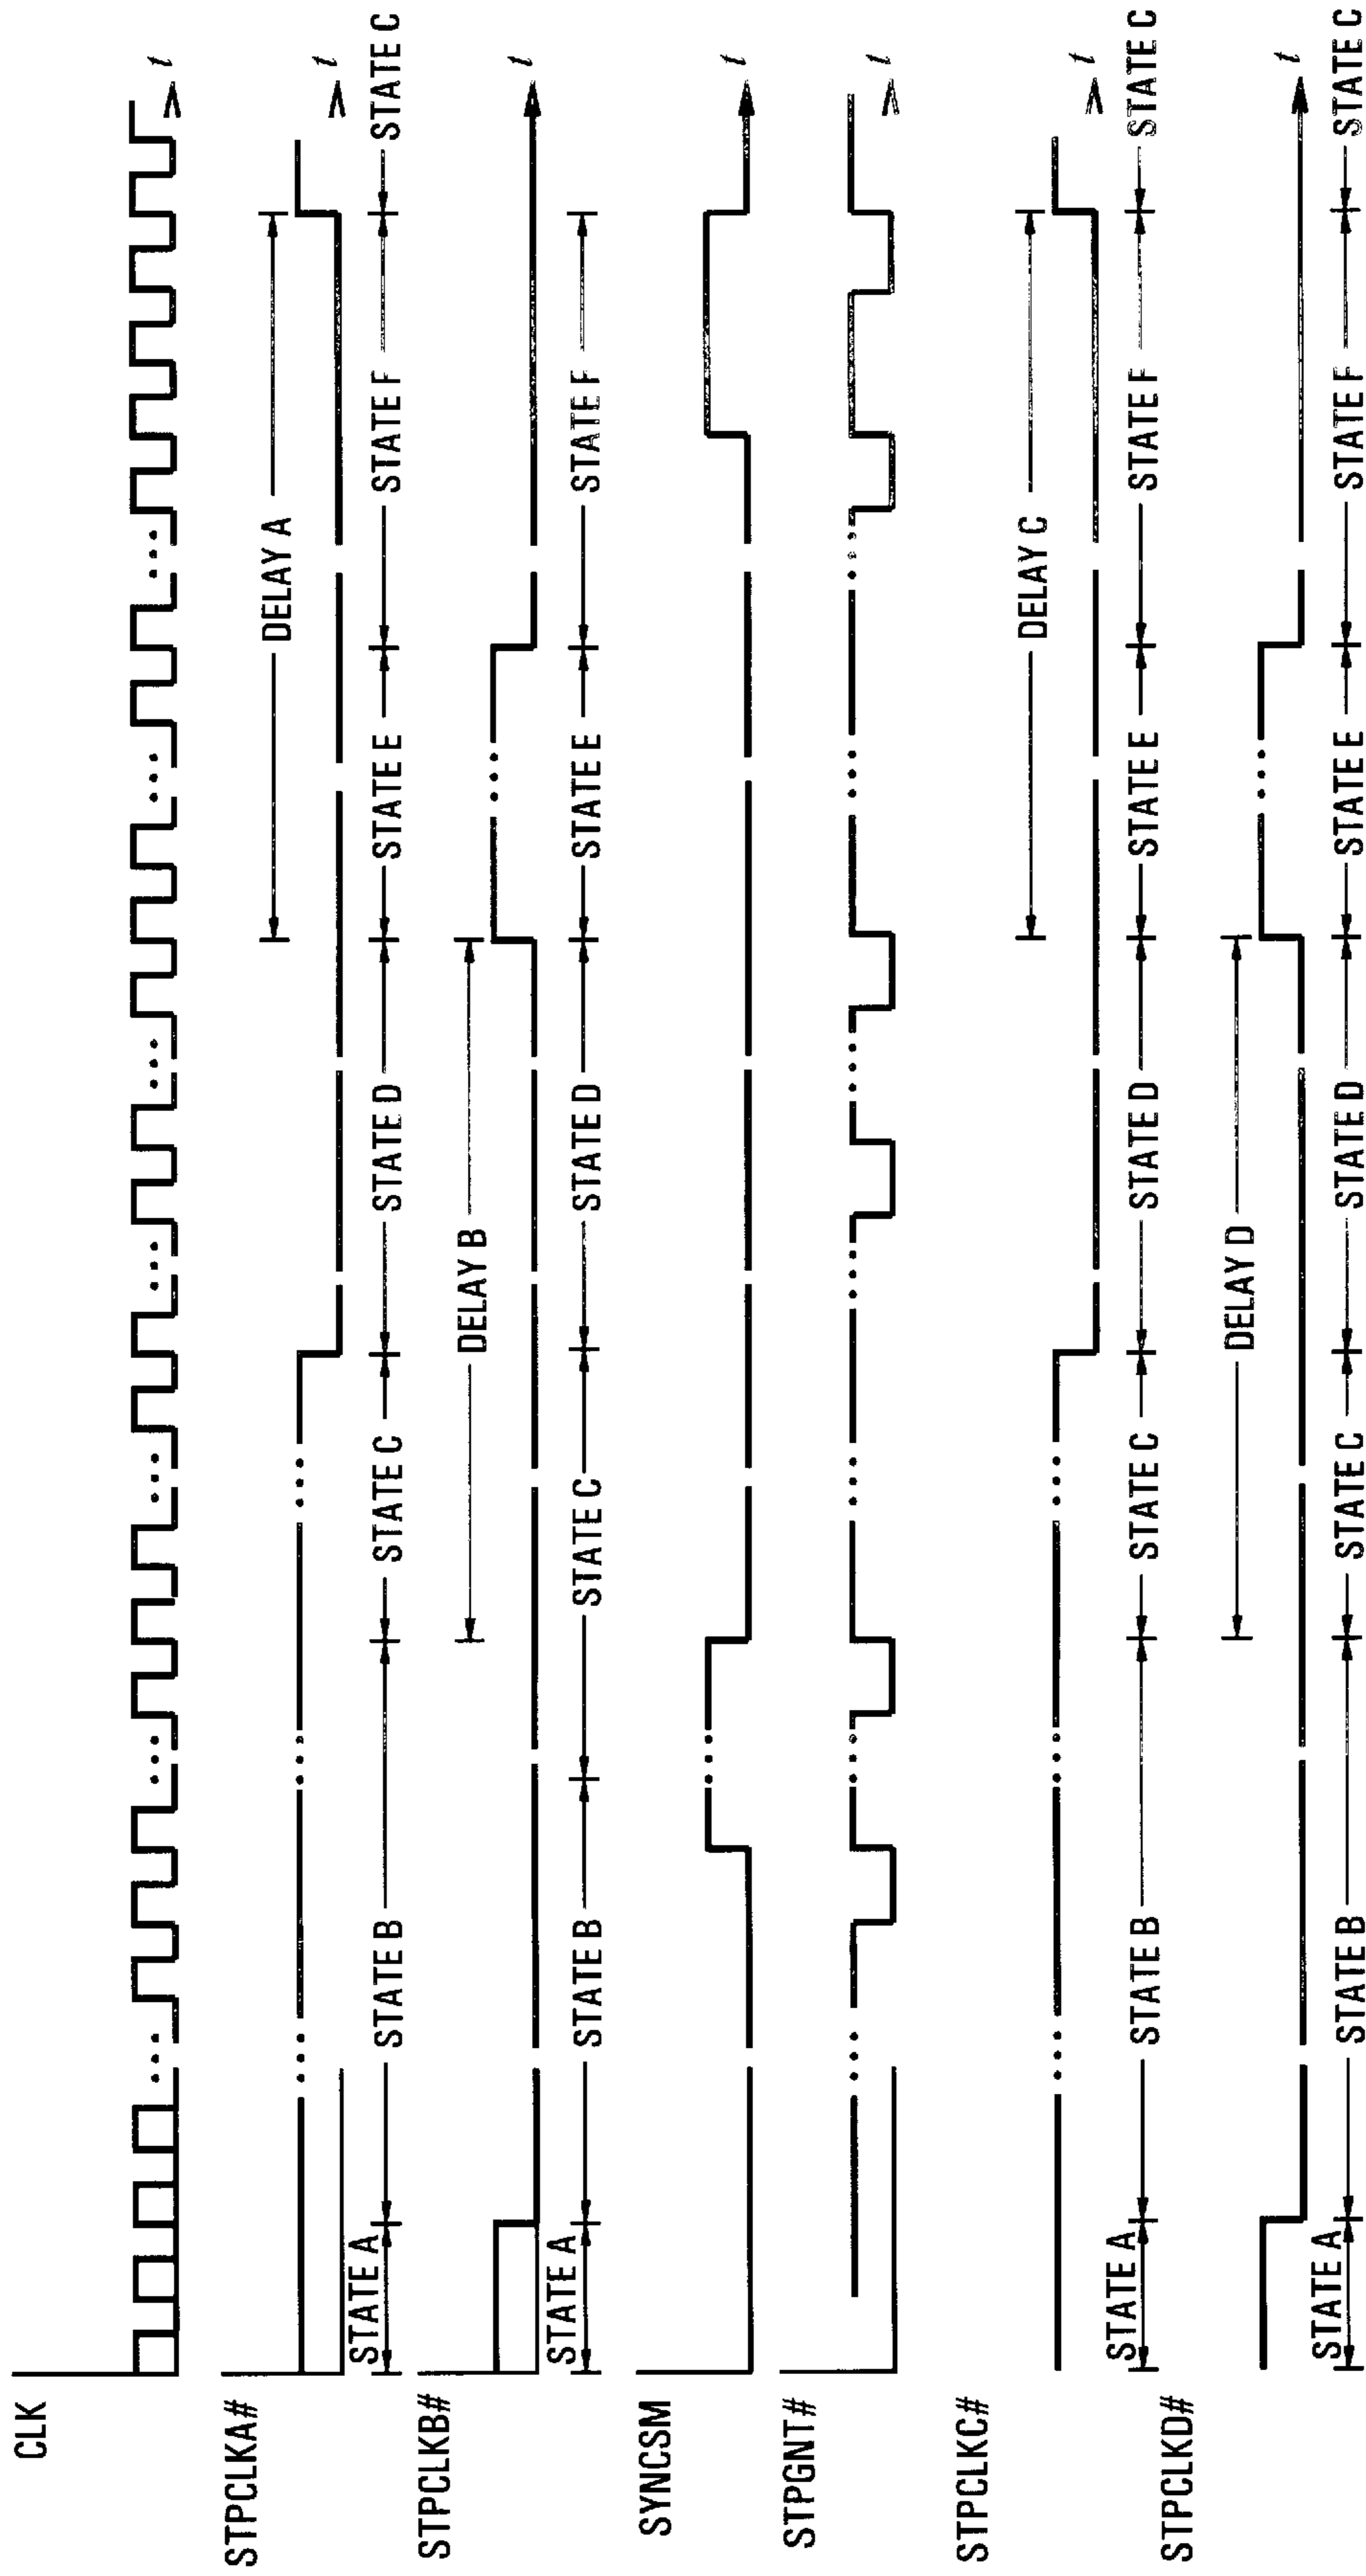 CLK
t
STPCLKA#
t
DELAY A
STATE A
STATE B
STATE C
STATE D
STATE E
STATE F
STATE C
STPCLKB#
t
DELAY B
STATE A
STATE B
STATE C
STATE D
STATE E
STATE F
SYNCSM
t
STPGNT#
t
STPCLKC#
t
DELAY C
STATE A
STATE B
STATE C
STATE D
STATE E
STATE F
STATE C
STPCLKD#
t
DELAY D
STATE A
STATE B
STATE C
STATE D
STATE E
STATE F
STATE C